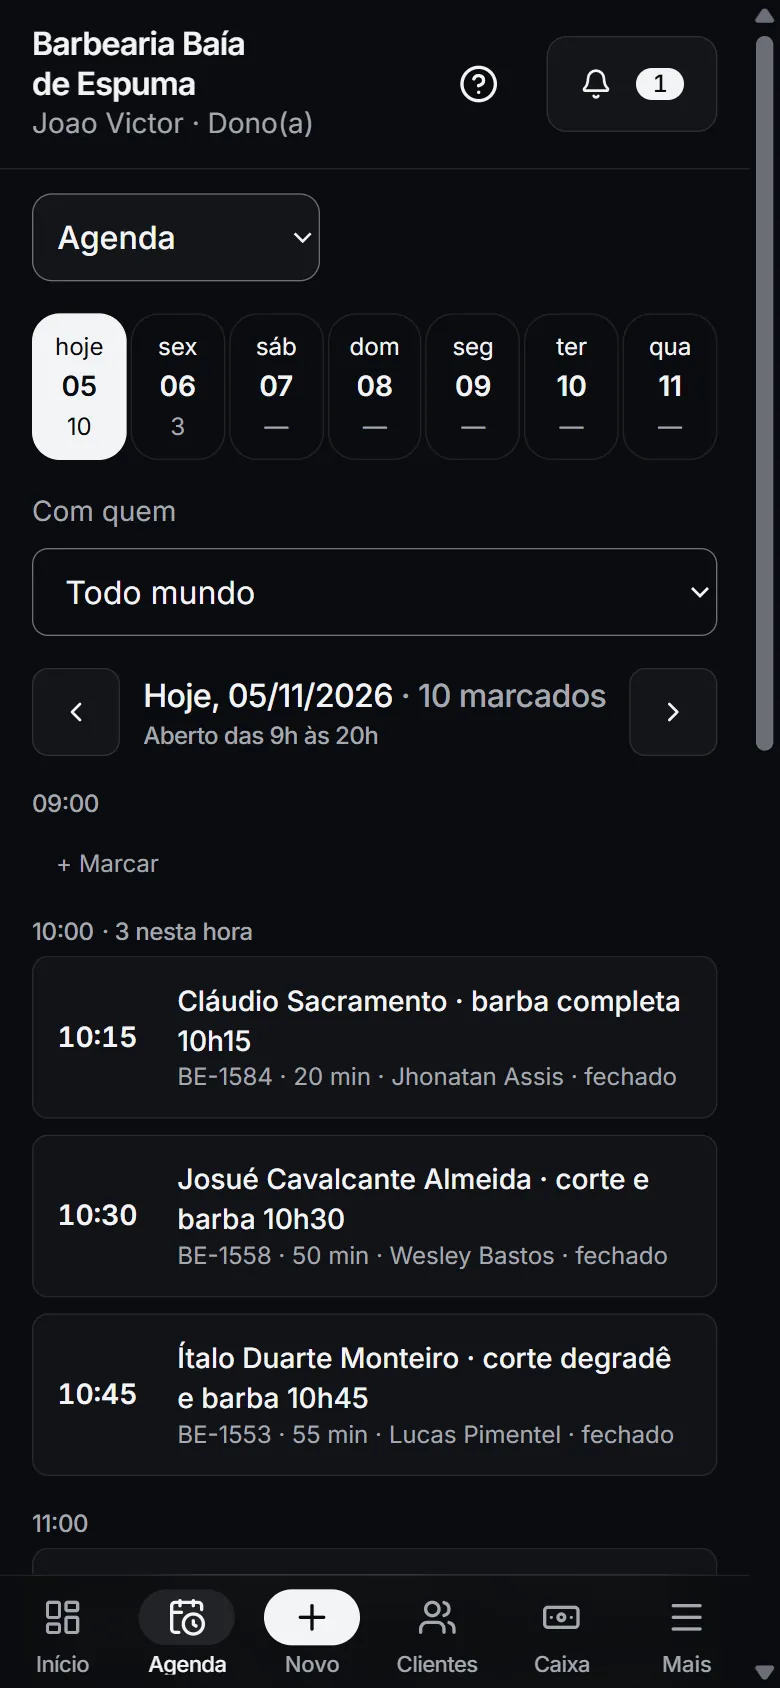 Barbearia Baía
de Espuma
Joao Victor · Dono(a)
1
Agenda
hoje
05
10
sex
06
3
sáb
07
—
dom
08
—
seg
09
—
ter
10
—
qua
11
—
Com quem
Todo mundo
Hoje, 05/11/2026 · 10 marcados
Aberto das 9h às 20h
09:00
+ Marcar
10:00 · 3 nesta hora
10:15
Cláudio Sacramento · barba completa
10h15
BE-1584 · 20 min · Jhonatan Assis · fechado
10:30
Josué Cavalcante Almeida · corte e
barba 10h30
BE-1558 · 50 min · Wesley Bastos · fechado
10:45
Ítalo Duarte Monteiro · corte degradê
e barba 10h45
BE-1553 · 55 min · Lucas Pimentel · fechado
11:00
Início
Agenda
Novo
Clientes
Caixa
Mais